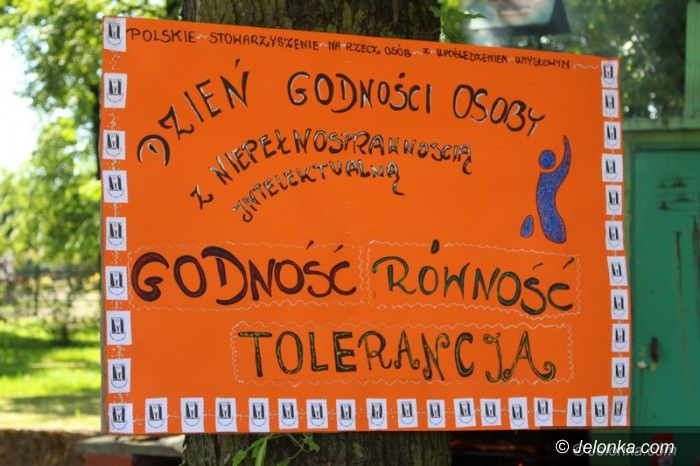 POLSKIE STOWARZYSZENIE NA RZECZ OSÓB Z UPOŚLEDZENIEM UMYSŁOWYM
DZIEŃ GODNOŚCI OSOBY
Z NIEPEŁNOSPRAWNOŚCIĄ
INTELEKTUALNĄ
GODNOŚĆ RÓWNOŚĆ
TOLERANCJA
© Jelonka.com